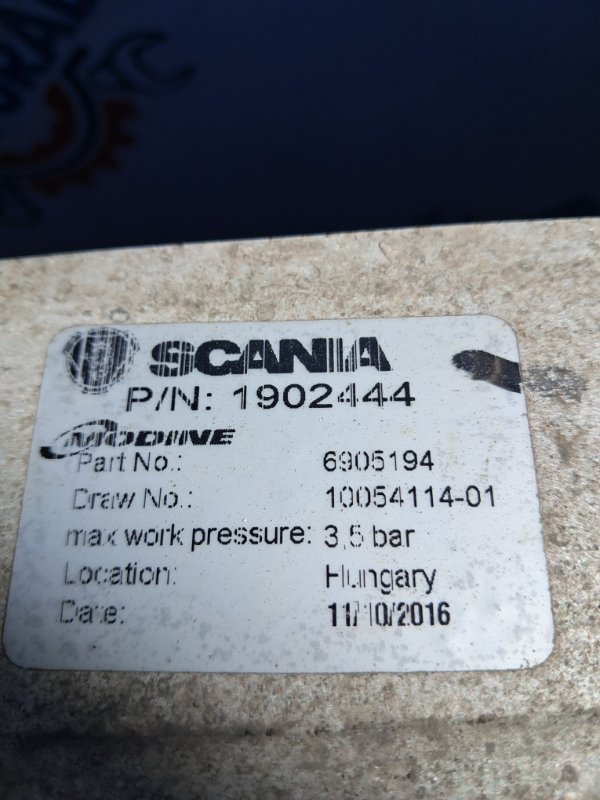 SCANIA
P/N: 1902444
Part No.: 6905194
Draw No.: 10054114-01
max work pressure: 3,5 bar
Location: Hungary
Date: 11/10/2016